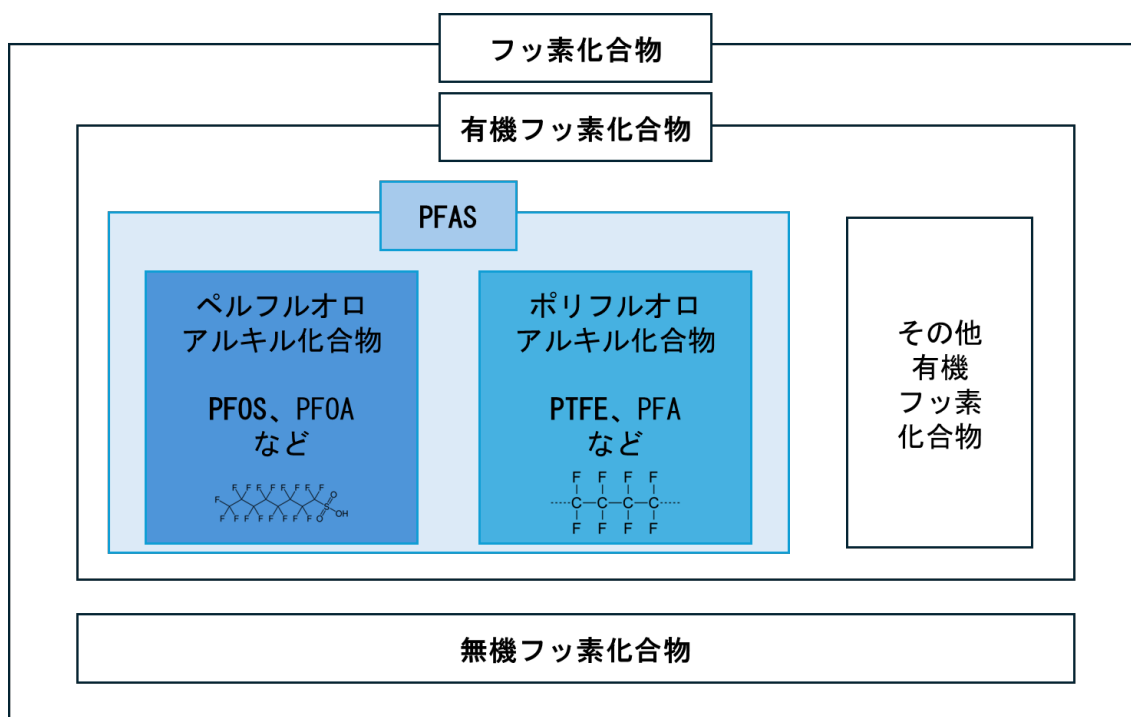 フッ素化合物
有機フッ素化合物
PFAS
ペルフルオロ
アルキル化合物
PFOS、PFOA
など
F F F F F F F F
F
F F F F F F F F
O
S
O
OH
ポリフルオロ
アルキル化合物
PTFE、PFA
など
F F F F
C C C C
F F F F
その他
有機
フッ素
化合物
無機フッ素化合物